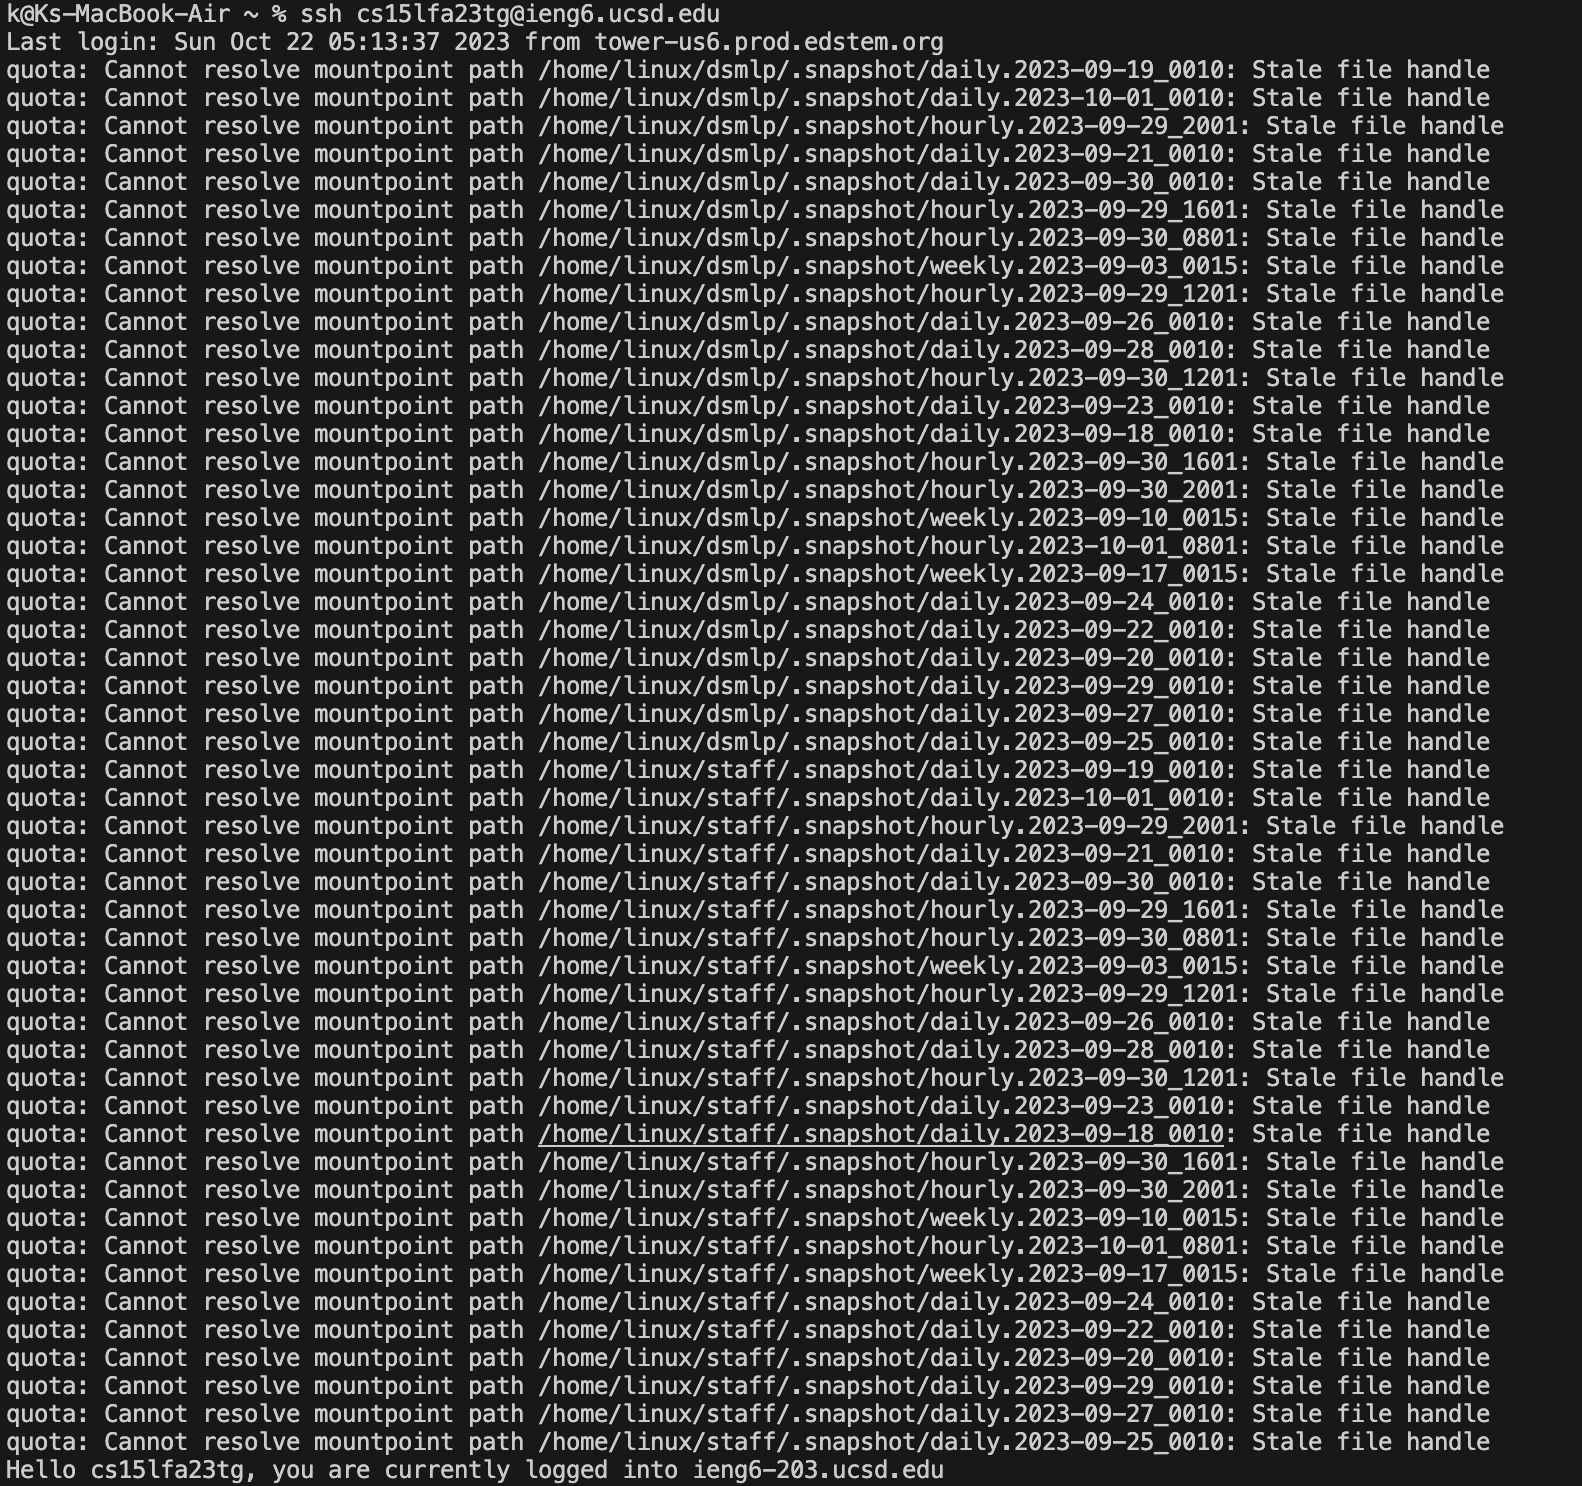 k@Ks-MacBook-Air ~ % ssh cs15lfa23tg@ieng6.ucsd.edu
Last login: Sun Oct 22 05:13:37 2023 from tower-us6.prod.edstem.org
quota: Cannot resolve mountpoint path /home/linux/dsmlp/.snapshot/daily.2023-09-19_0010: Stale file handle
quota: Cannot resolve mountpoint path /home/linux/dsmlp/.snapshot/daily.2023-10-01_0010: Stale file handle
quota: Cannot resolve mountpoint path /home/linux/dsmlp/.snapshot/hourly.2023-09-29_2001: Stale file handle
quota: Cannot resolve mountpoint path /home/linux/dsmlp/.snapshot/daily.2023-09-21_0010: Stale file handle
quota: Cannot resolve mountpoint path /home/linux/dsmlp/.snapshot/daily.2023-09-30_0010: Stale file handle
quota: Cannot resolve mountpoint path /home/linux/dsmlp/.snapshot/hourly.2023-09-29_1601: Stale file handle
quota: Cannot resolve mountpoint path /home/linux/dsmlp/.snapshot/hourly.2023-09-30_0801: Stale file handle
quota: Cannot resolve mountpoint path /home/linux/dsmlp/.snapshot/weekly.2023-09-03_0015: Stale file handle
quota: Cannot resolve mountpoint path /home/linux/dsmlp/.snapshot/hourly.2023-09-29_1201: Stale file handle
quota: Cannot resolve mountpoint path /home/linux/dsmlp/.snapshot/daily.2023-09-26_0010: Stale file handle
quota: Cannot resolve mountpoint path /home/linux/dsmlp/.snapshot/daily.2023-09-28_0010: Stale file handle
quota: Cannot resolve mountpoint path /home/linux/dsmlp/.snapshot/hourly.2023-09-30_1201: Stale file handle
quota: Cannot resolve mountpoint path /home/linux/dsmlp/.snapshot/daily.2023-09-23_0010: Stale file handle
quota: Cannot resolve mountpoint path /home/linux/dsmlp/.snapshot/daily.2023-09-18_0010: Stale file handle
quota: Cannot resolve mountpoint path /home/linux/dsmlp/.snapshot/hourly.2023-09-30_1601: Stale file handle
quota: Cannot resolve mountpoint path /home/linux/dsmlp/.snapshot/hourly.2023-09-30_2001: Stale file handle
quota: Cannot resolve mountpoint path /home/linux/dsmlp/.snapshot/weekly.2023-09-10_0015: Stale file handle
quota: Cannot resolve mountpoint path /home/linux/dsmlp/.snapshot/hourly.2023-10-01_0801: Stale file handle
quota: Cannot resolve mountpoint path /home/linux/dsmlp/.snapshot/weekly.2023-09-17_0015: Stale file handle
quota: Cannot resolve mountpoint path /home/linux/dsmlp/.snapshot/daily.2023-09-24_0010: Stale file handle
quota: Cannot resolve mountpoint path /home/linux/dsmlp/.snapshot/daily.2023-09-22_0010: Stale file handle
quota: Cannot resolve mountpoint path /home/linux/dsmlp/.snapshot/daily.2023-09-20_0010: Stale file handle
quota: Cannot resolve mountpoint path /home/linux/dsmlp/.snapshot/daily.2023-09-29_0010: Stale file handle
quota: Cannot resolve mountpoint path /home/linux/dsmlp/.snapshot/daily.2023-09-27_0010: Stale file handle
quota: Cannot resolve mountpoint path /home/linux/dsmlp/.snapshot/daily.2023-09-25_0010: Stale file handle
quota: Cannot resolve mountpoint path /home/linux/staff/.snapshot/daily.2023-09-19_0010: Stale file handle
quota: Cannot resolve mountpoint path /home/linux/staff/.snapshot/daily.2023-10-01_0010: Stale file handle
quota: Cannot resolve mountpoint path /home/linux/staff/.snapshot/hourly.2023-09-29_2001: Stale file handle
quota: Cannot resolve mountpoint path /home/linux/staff/.snapshot/daily.2023-09-21_0010: Stale file handle
quota: Cannot resolve mountpoint path /home/linux/staff/.snapshot/daily.2023-09-30_0010: Stale file handle
quota: Cannot resolve mountpoint path /home/linux/staff/.snapshot/hourly.2023-09-29_1601: Stale file handle
quota: Cannot resolve mountpoint path /home/linux/staff/.snapshot/hourly.2023-09-30_0801: Stale file handle
quota: Cannot resolve mountpoint path /home/linux/staff/.snapshot/weekly.2023-09-03_0015: Stale file handle
quota: Cannot resolve mountpoint path /home/linux/staff/.snapshot/hourly.2023-09-29_1201: Stale file handle
quota: Cannot resolve mountpoint path /home/linux/staff/.snapshot/daily.2023-09-26_0010: Stale file handle
quota: Cannot resolve mountpoint path /home/linux/staff/.snapshot/daily.2023-09-28_0010: Stale file handle
quota: Cannot resolve mountpoint path /home/linux/staff/.snapshot/hourly.2023-09-30_1201: Stale file handle
quota: Cannot resolve mountpoint path /home/linux/staff/.snapshot/daily.2023-09-23_0010: Stale file handle
quota: Cannot resolve mountpoint path /home/linux/staff/.snapshot/daily.2023-09-18_0010: Stale file handle
quota: Cannot resolve mountpoint path /home/linux/staff/.snapshot/hourly.2023-09-30_1601: Stale file handle
quota: Cannot resolve mountpoint path /home/linux/staff/.snapshot/hourly.2023-09-30_2001: Stale file handle
quota: Cannot resolve mountpoint path /home/linux/staff/.snapshot/weekly.2023-09-10_0015: Stale file handle
quota: Cannot resolve mountpoint path /home/linux/staff/.snapshot/hourly.2023-10-01_0801: Stale file handle
quota: Cannot resolve mountpoint path /home/linux/staff/.snapshot/weekly.2023-09-17_0015: Stale file handle
quota: Cannot resolve mountpoint path /home/linux/staff/.snapshot/daily.2023-09-24_0010: Stale file handle
quota: Cannot resolve mountpoint path /home/linux/staff/.snapshot/daily.2023-09-22_0010: Stale file handle
quota: Cannot resolve mountpoint path /home/linux/staff/.snapshot/daily.2023-09-20_0010: Stale file handle
quota: Cannot resolve mountpoint path /home/linux/staff/.snapshot/daily.2023-09-29_0010: Stale file handle
quota: Cannot resolve mountpoint path /home/linux/staff/.snapshot/daily.2023-09-27_0010: Stale file handle
quota: Cannot resolve mountpoint path /home/linux/staff/.snapshot/daily.2023-09-25_0010: Stale file handle
Hello cs15lfa23tg, you are currently logged into ieng6-203.ucsd.edu